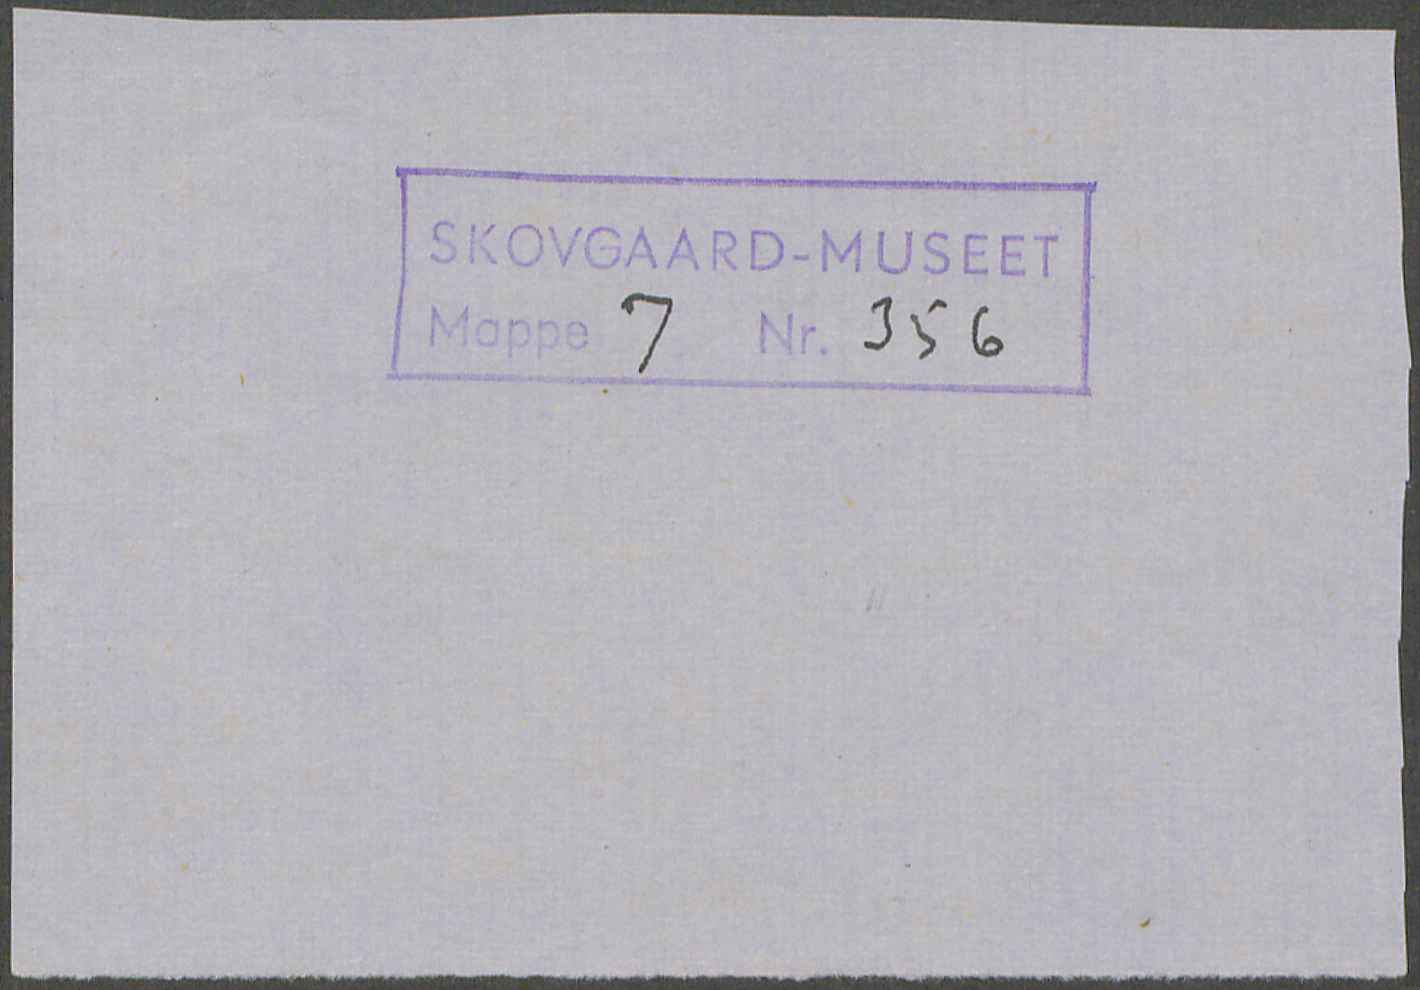 SKOVGAARD-MUSEET
Mappe 7 Nr. 356